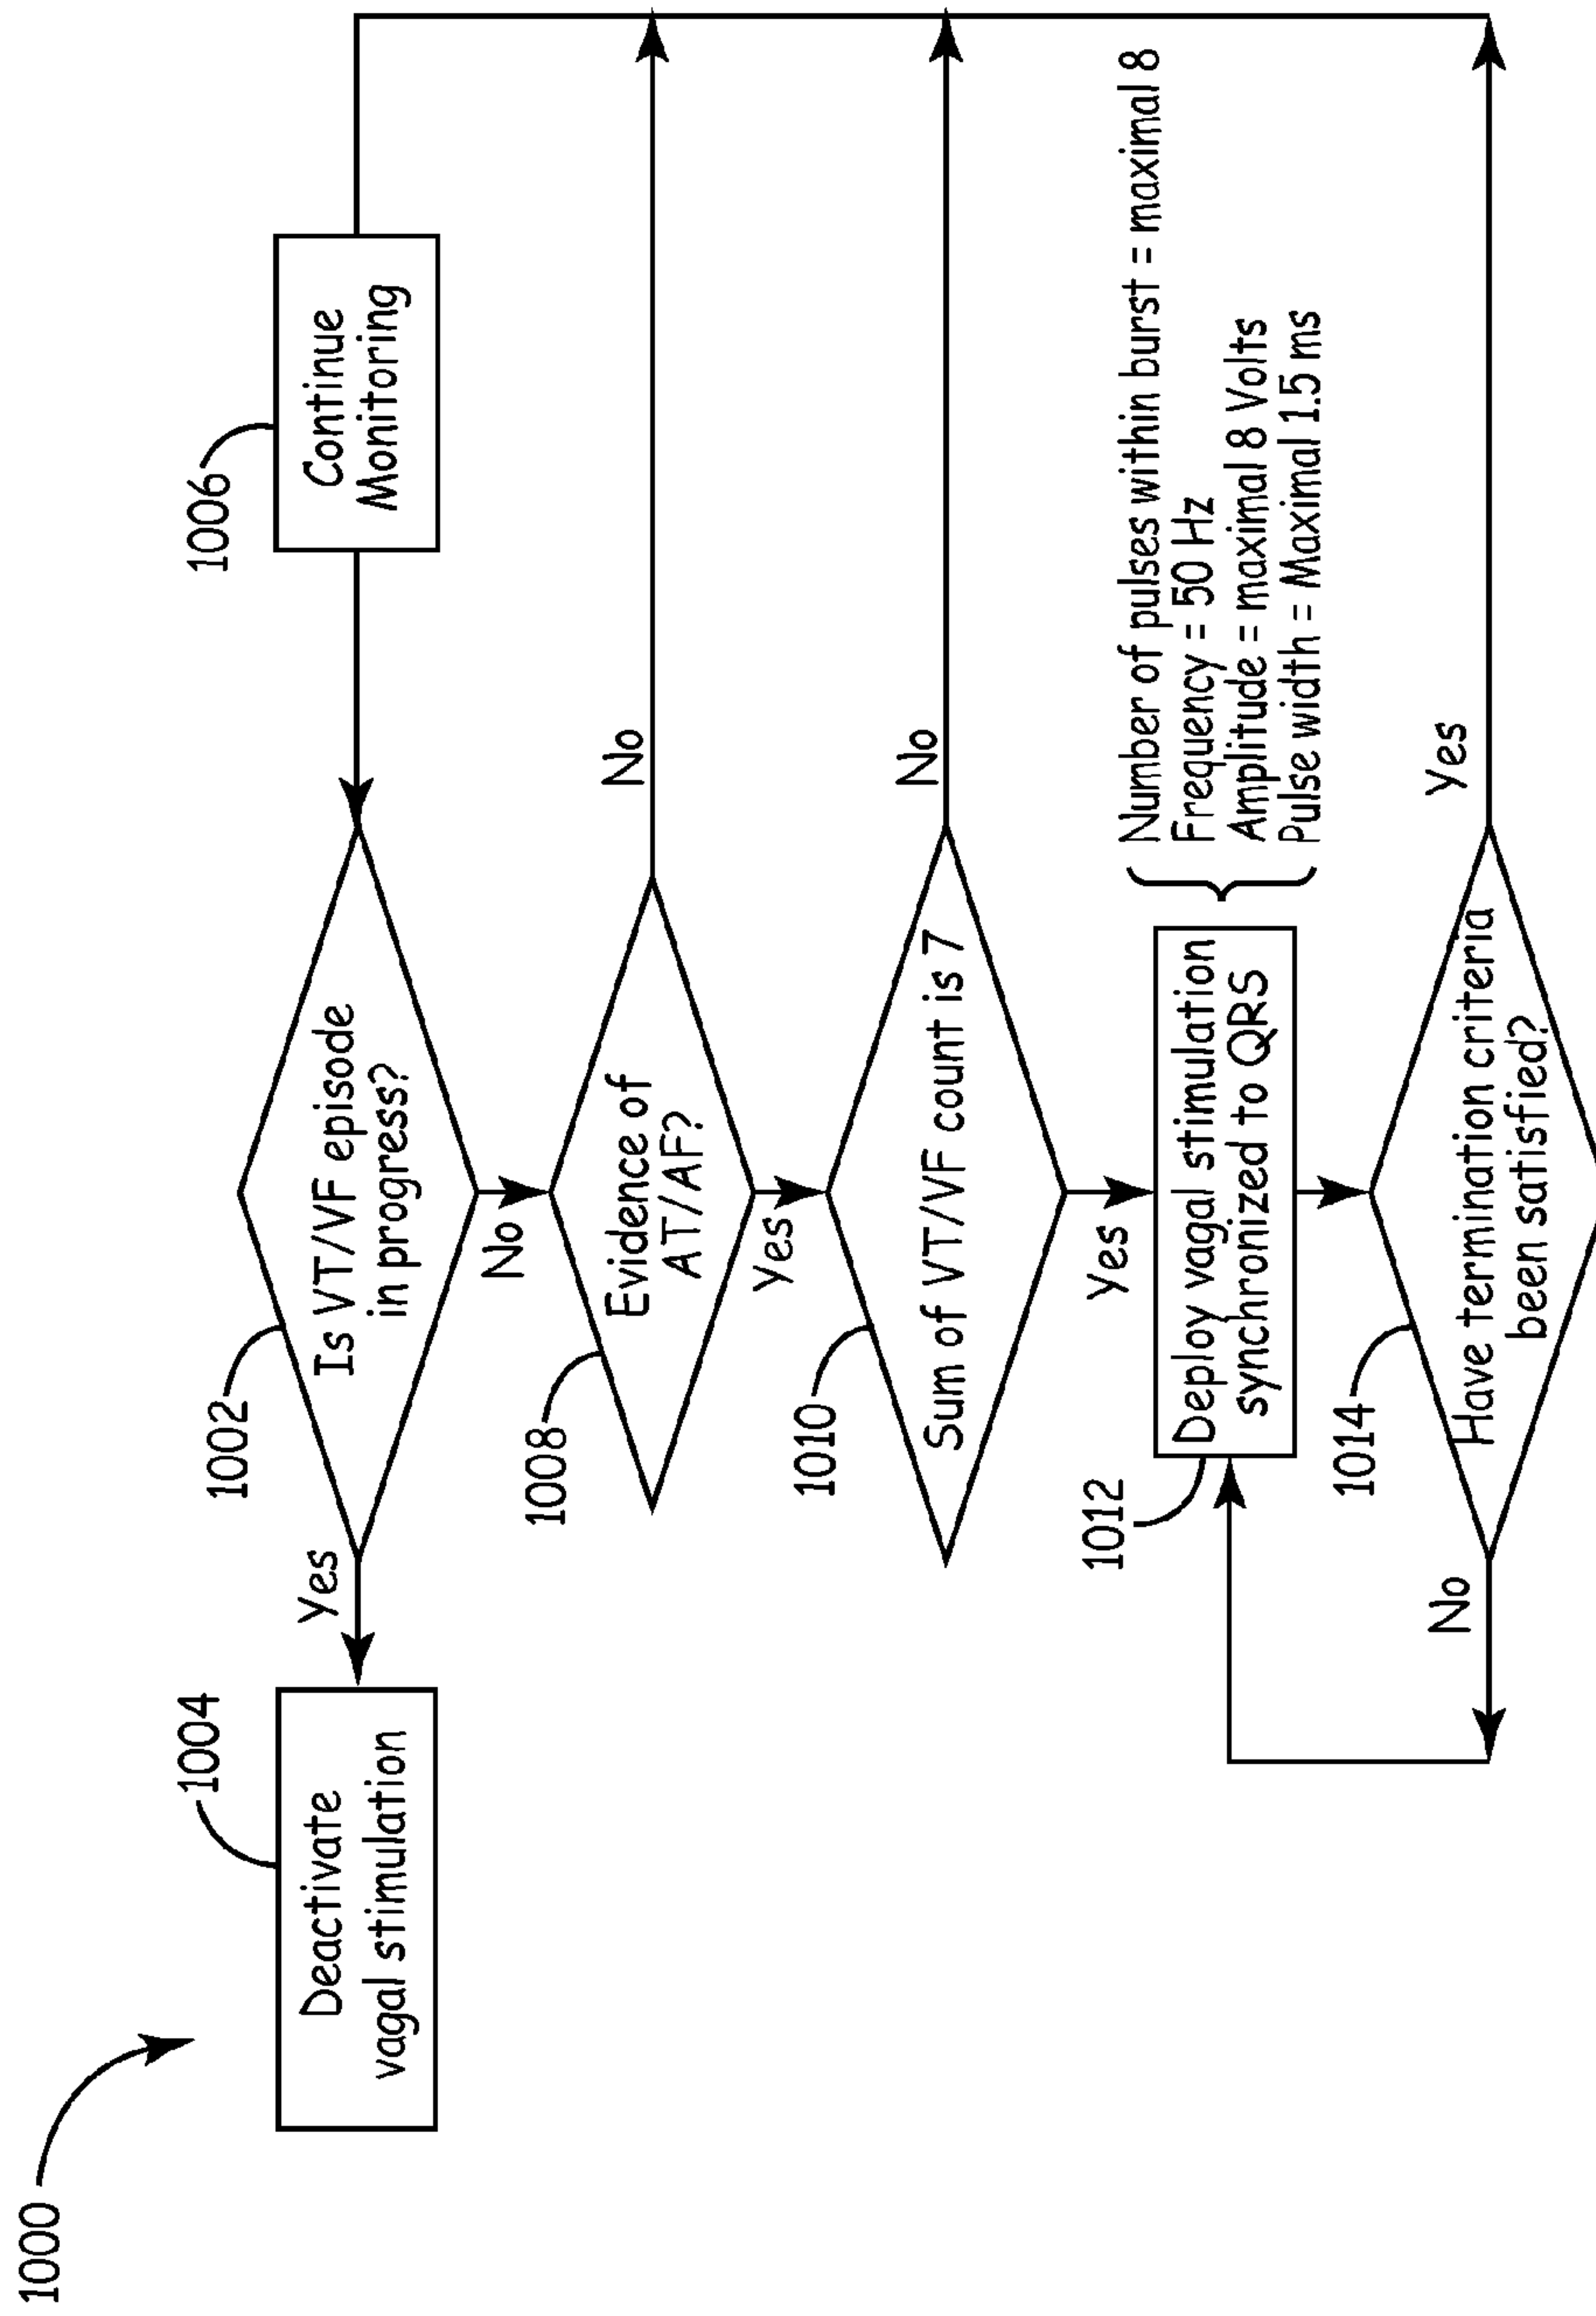 1000
1004
Deactivate
vagal stimulation
Yes
1002
Is VT/VF episode
in progress?
1006
Continue
Monitoring
No
1008
Evidence of
AT/AF?
No
Yes
1010
Sum of VT/VF count is 7
No
Yes
1012
Deploy vagal stimulation
synchronized to QRS
Number of pulses within burst = maximal 8
Frequency = 50 Hz
Amplitude = maximal 8 Volts
Pulse width = Maximal 1.5 ms
1014
Have termination criteria
been satisfied?
No
Yes